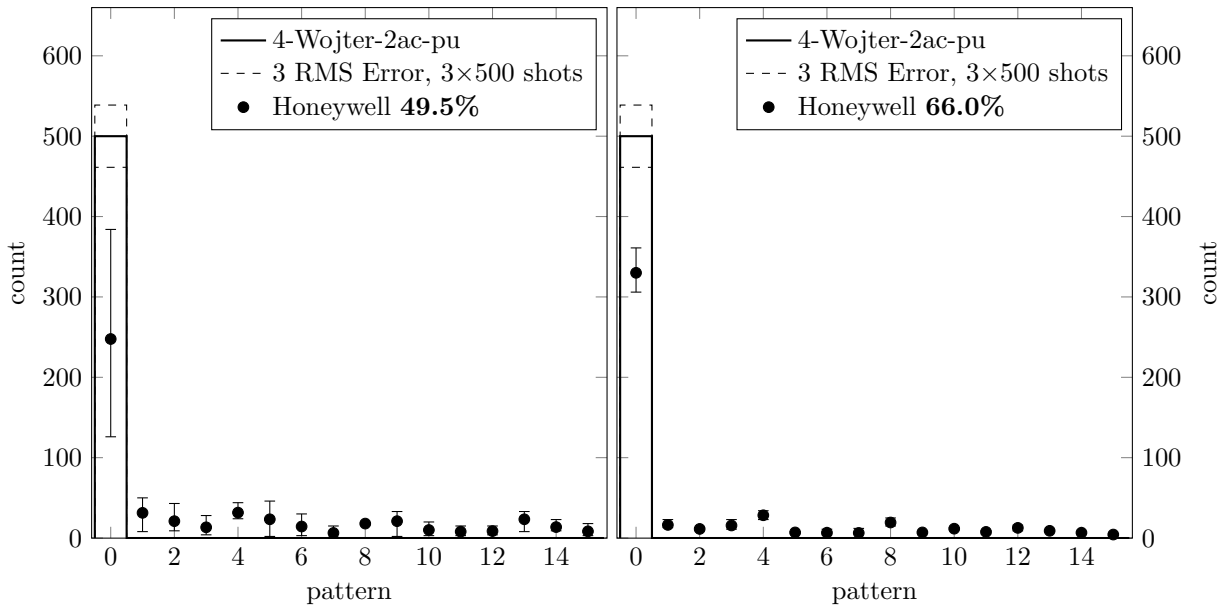 4-Wojter-2ac-pu
3 RMS Error, 3×500 shots
Honeywell 49.5%
600
500
400
300
200
100
0
count
0 2 4 6 8 10 12 14
pattern
4-Wojter-2ac-pu
3 RMS Error, 3×500 shots
Honeywell 66.0%
600
500
400
300
200
100
0
count
0 2 4 6 8 10 12 14
pattern